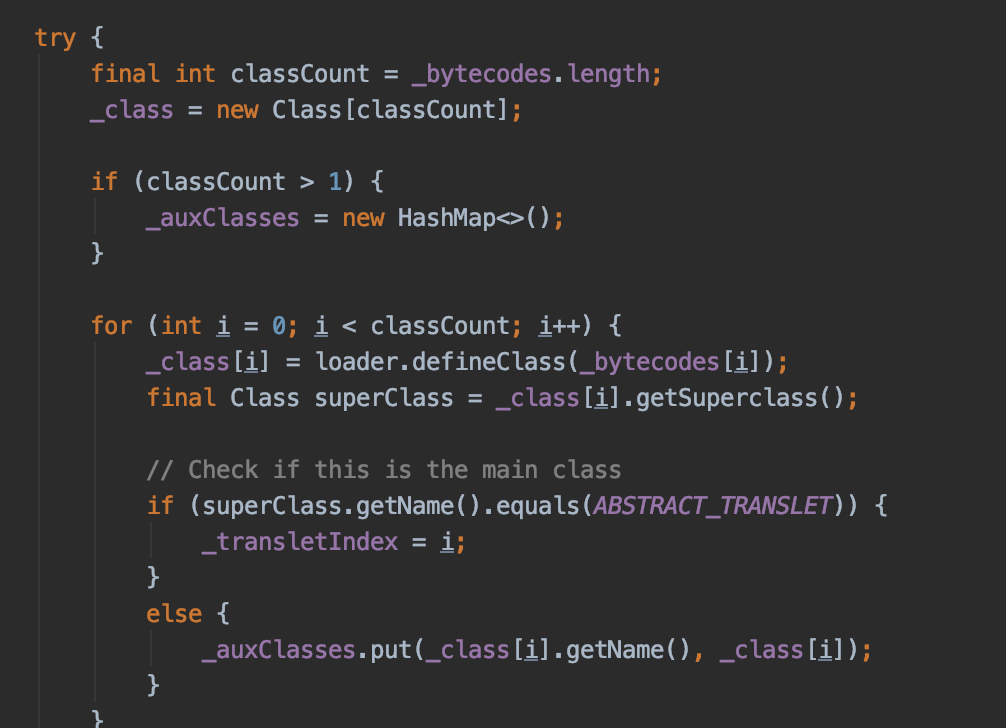 try {
final int classCount = _bytecodes.length;
_class = new Class[classCount];
if (classCount > 1) {
_auxClasses = new HashMap<>();
}
for (int i = 0; i < classCount; i++) {
_class[i] = loader.defineClass(_bytecodes[i]);
final Class superClass = _class[i].getSuperclass();
// Check if this is the main class
if (superClass.getName().equals(ABSTRACT_TRANSLET)) {
_transletIndex = i;
}
else {
_auxClasses.put(_class[i].getName(), _class[i]);
}
}